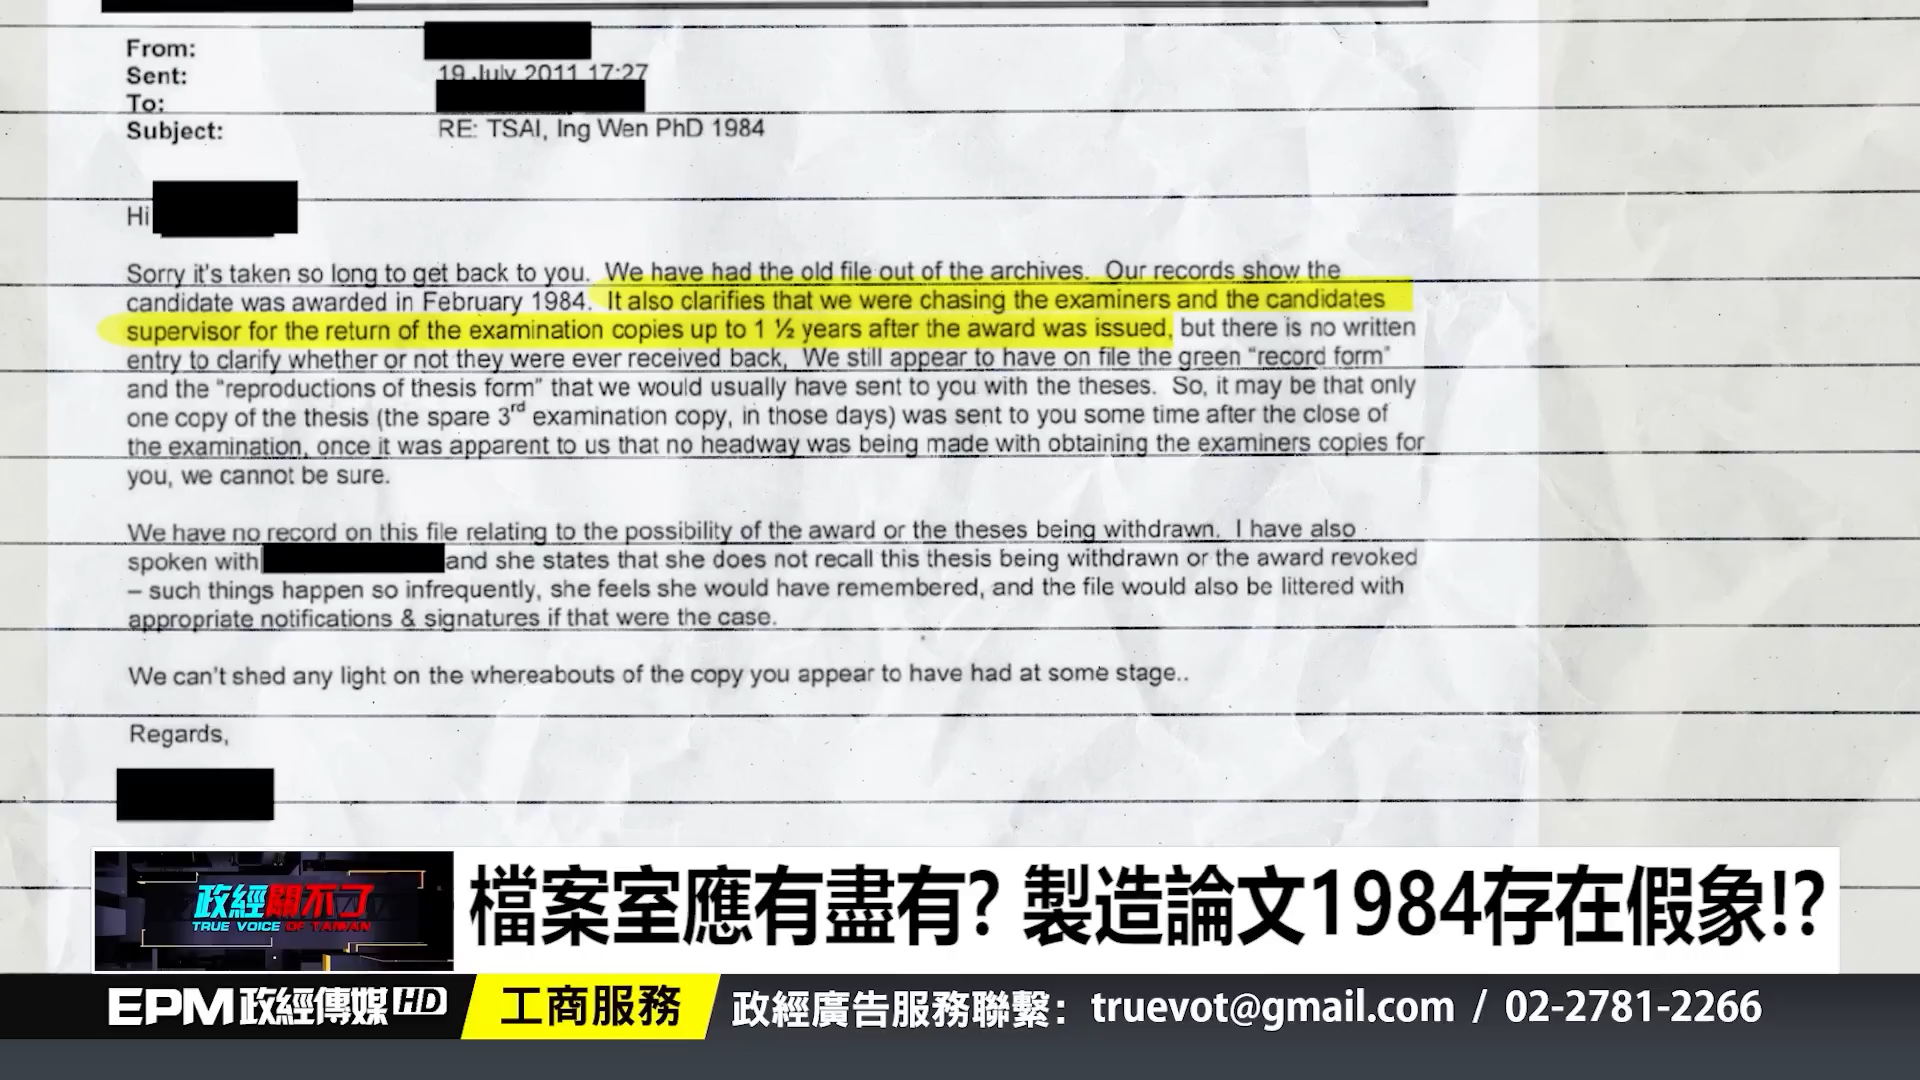 From:
Sent: 19 July 2011 17:27
To:
Subject: RE: TSAI, Ing Wen PhD 1984
Hi
Sorry it's taken so long to get back to you. We have had the old file out of the archives. Our records show the
candidate was awarded in February 1984. It also clarifies that we were chasing the examiners and the candidates
supervisor for the return of the examination copies up to 1 ½ years after the award was issued, but there is no written
entry to clarify whether or not they were ever received back. We still appear to have on file the green "record form"
and the "reproductions of thesis form" that we would usually have sent to you with the theses. So, it may be that only
one copy of the thesis (the spare 3rd examination copy, in those days) was sent to you some time after the close of
the examination, once it was apparent to us that no headway was being made with obtaining the examiners copies for
you, we cannot be sure.
We have no record on this file relating to the possibility of the award or the theses being withdrawn. I have also
spoken with and she states that she does not recall this thesis being withdrawn or the award revoked
– such things happen so infrequently, she feels she would have remembered, and the file would also be littered with
appropriate notifications & signatures if that were the case.
We can't shed any light on the whereabouts of the copy you appear to have had at some stage..
Regards,
政經關不了
TRUE VOICE OF TAIWAN
檔案室應有盡有? 製造論文1984存在假象!?
EPM政經傳媒HD
工商服務
政經廣告服務聯繫：truevot@gmail.com / 02-2781-2266